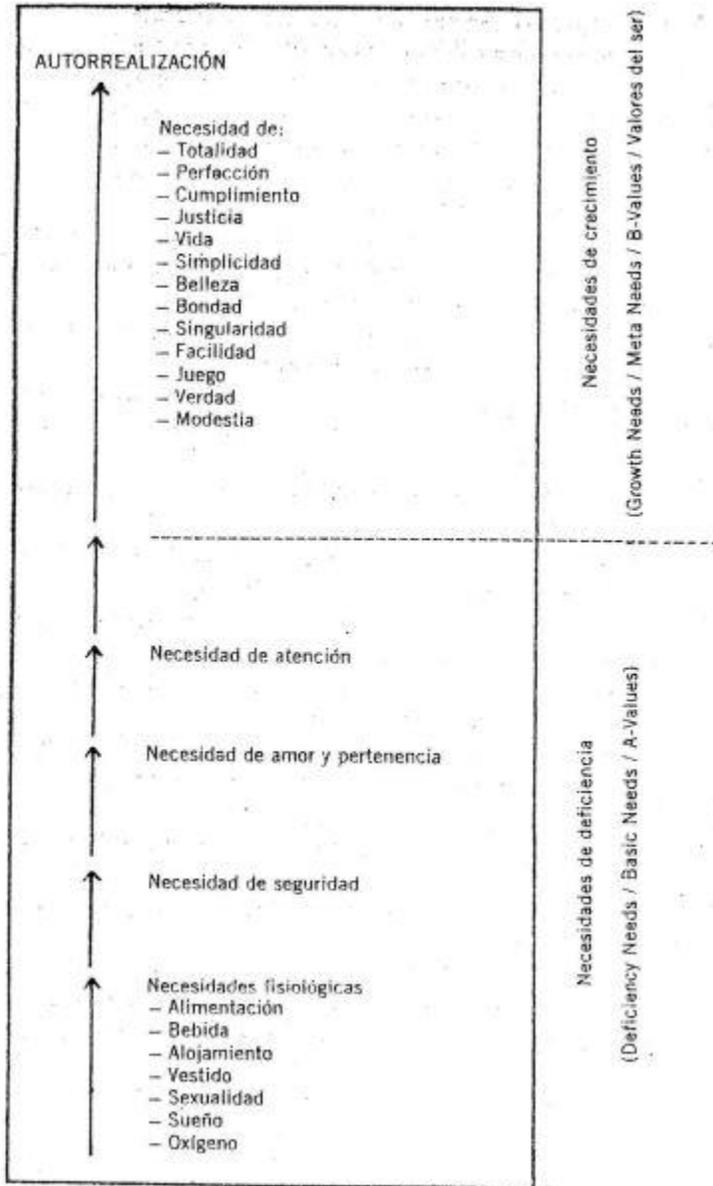 AUTORREALIZACIÓN
Necesidad de:
— Totalidad
— Perfección
— Cumplimiento
— Justicia
— Vida
— Simplicidad
— Belleza
— Bondad
— Singularidad
— Facilidad
— Juego
— Verdad
— Modestia
Necesidades de crecimiento
(Growth Needs / Meta Needs / B-Values / Valores del ser)
Necesidad de atención
Necesidad de amor y pertenencia
Necesidad de seguridad
Necesidades fisiológicas
— Alimentación
— Bebida
— Alojamiento
— Vestido
— Sexualidad
— Sueño
— Oxígeno
Necesidades de deficiencia
(Deficiency Needs / Basic Needs / A-Values)